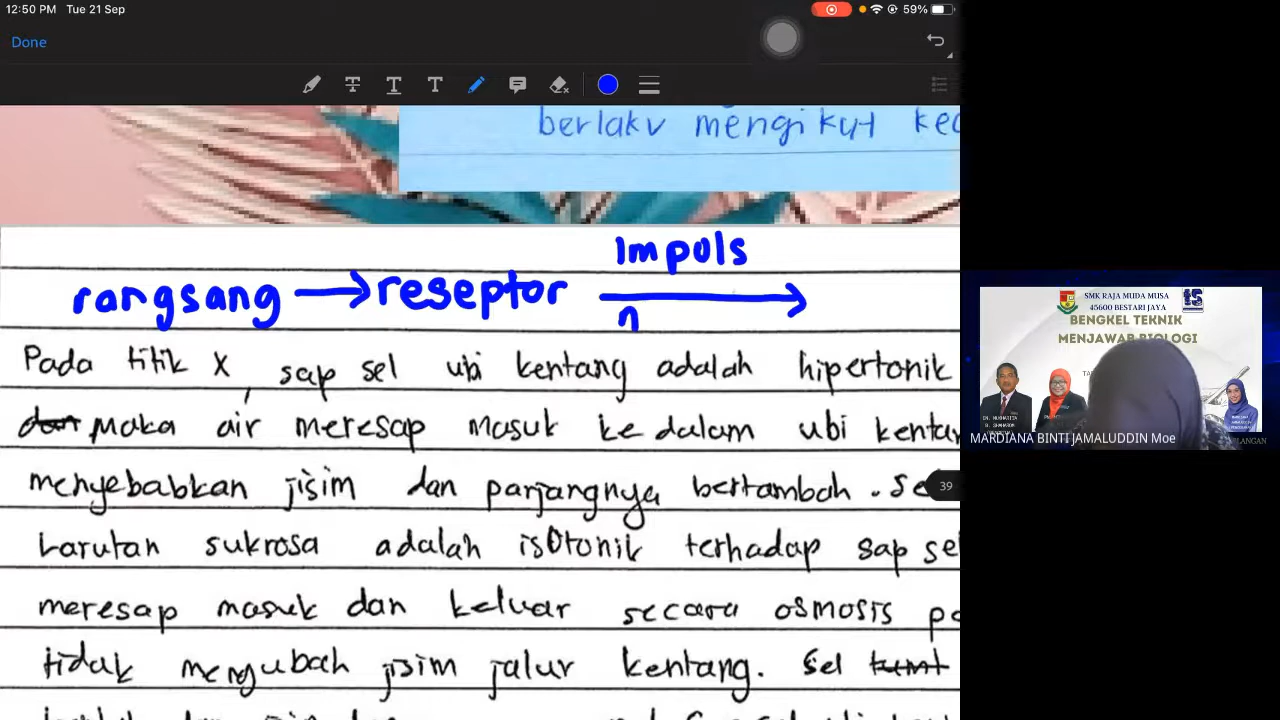 12:50 PM Tue 21 Sep
59%
Done
berlaku mengikut
Impols
rangsang → reseptor
n
Pada titik X, sap sel ubi kentang adalah hipertonik
dan maka air meresap masuk ke dalam ubi kentan
menyebabkan jisim dan panjangnya bertambah. Se
39
Larutan sukrosa adalah isotonik terhadap sap se
meresap masuk dan keluar secara osmosis
tidak mengubah jisim jalur kentang. Sel
SMK RAJA MUDA MUSA
45600 BESTARI JAYA
BENGKEL TEKNIK
MENJAWAB BIOLOGI
MARDIANA BINTI JAMALUDDIN Moe